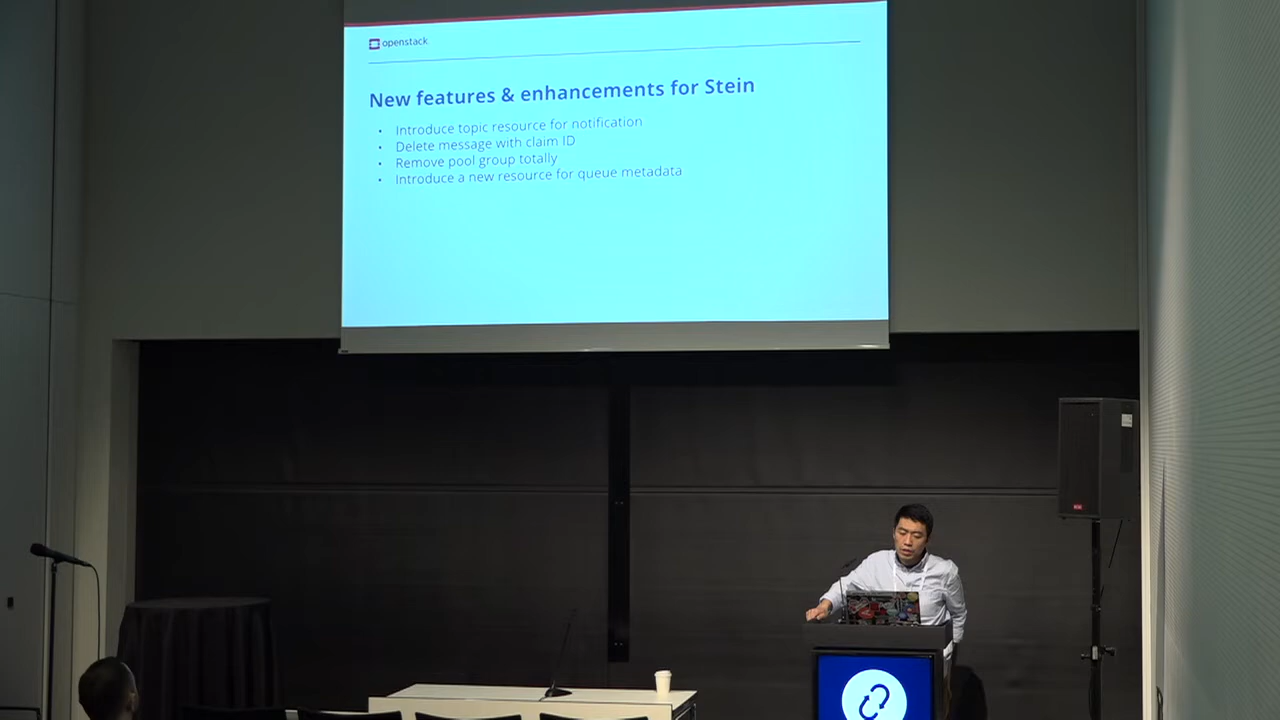 openstack
New features & enhancements for Stein
• Introduce topic resource for notification
• Delete message with claim ID
• Remove pool group totally
• Introduce a new resource for queue metadata